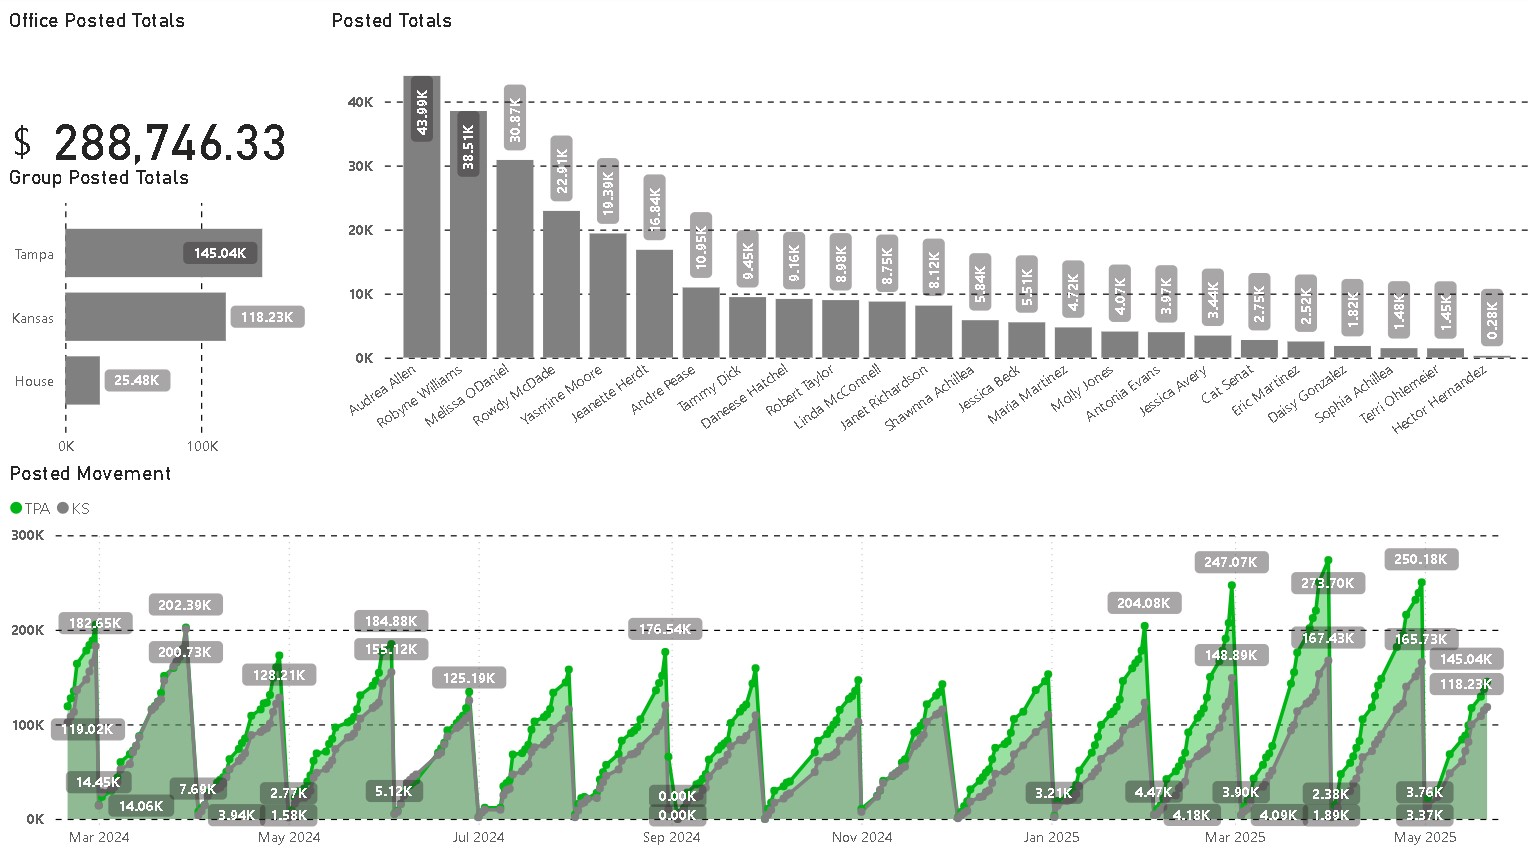 Office Posted Totals
$ 288,746.33
Group Posted Totals
Tampa 145.04K
Kansas 118.23K
House 25.48K
0K 100K
Posted Totals
40K
30K
20K
10K
0K
43.99K
38.51K
30.87K
22.91K
19.39K
16.84K
10.95K
9.45K
9.16K
8.98K
8.75K
8.12K
5.84K
5.51K
4.72K
4.07K
3.97K
3.44K
2.75K
2.52K
1.82K
1.48K
1.45K
0.28K
Audrea Allen
Robyne Williams
Melissa ODaniel
Rowdy McDade
Yasmine Moore
Jeanette Herdt
Andre Pease
Tammy Dick
Daneese Hatchel
Robert Taylor
Linda McConnell
Janet Richardson
Shawnna Achillea
Jessica Beck
Maria Martinez
Molly Jones
Antonia Evans
Jessica Avery
Cat Senat
Eric Martinez
Daisy Gonzalez
Sophia Achillea
Terri Ohlemeier
Hector Hernandez
Posted Movement
TPA KS
300K
200K
100K
0K
182.65K
119.02K
14.45K
14.06K
202.39K
200.73K
7.69K
3.94K
128.21K
2.77K
1.58K
184.88K
155.12K
5.12K
125.19K
176.54K
0.00K
0.00K
3.21K
204.08K
4.47K
4.18K
247.07K
148.89K
3.90K
4.09K
273.70K
167.43K
2.38K
1.89K
250.18K
165.73K
3.76K
3.37K
145.04K
118.23K
Mar 2024 May 2024 Jul 2024 Sep 2024 Nov 2024 Jan 2025 Mar 2025 May 2025